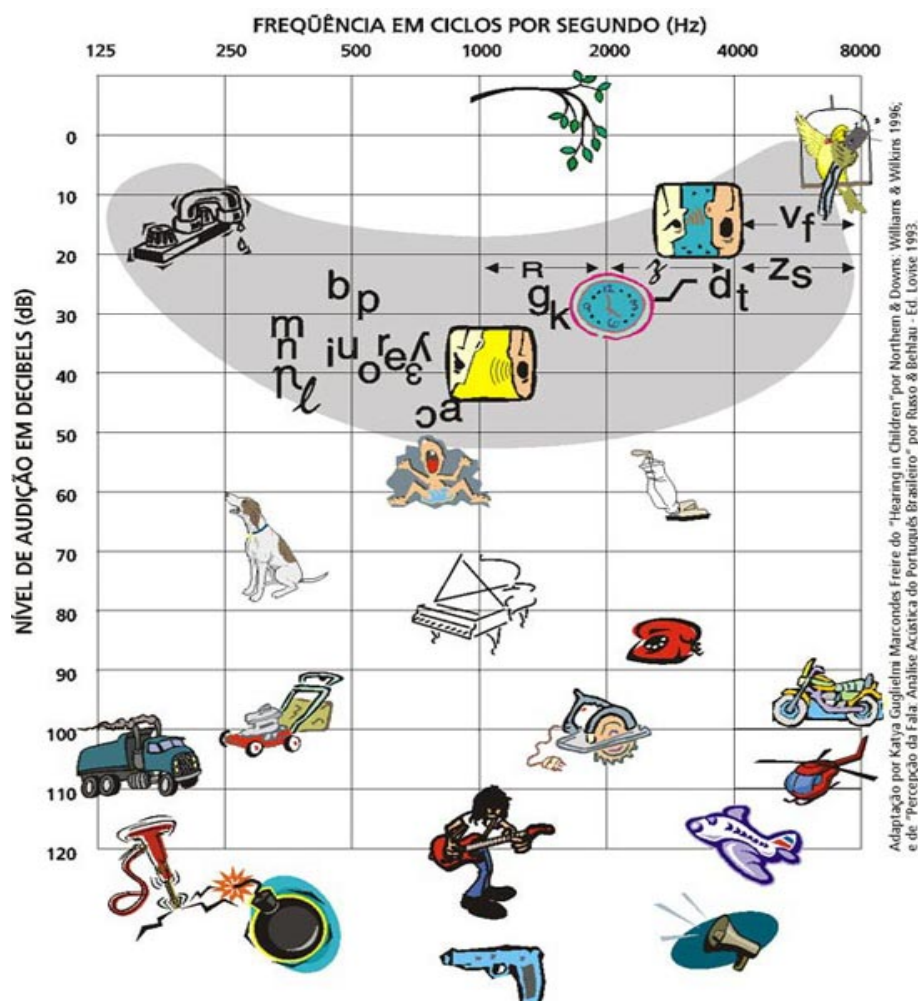 FREQÜÊNCIA EM CICLOS POR SEGUNDO (Hz)
125 250 500 1000 2000 4000 8000
NÍVEL DE AUDIÇÃO EM DECIBELS (dB)
0
10
20
30
40
50
60
70
80
90
100
110
120
v f
R ʒ z s
b p g k d t
m
n i u o r e ɛ ʎ
ɲ l
ɔ a
Adaptação por Katya Guglielmi Marcondes Freire do "Hearing in Children" por Northern & Downs; Williams & Wilkins 1996;
e de "Percepção da Fala: Análise Acústica do Português Brasileiro" por Russo & Behlau - Ed. Lovise 1993.